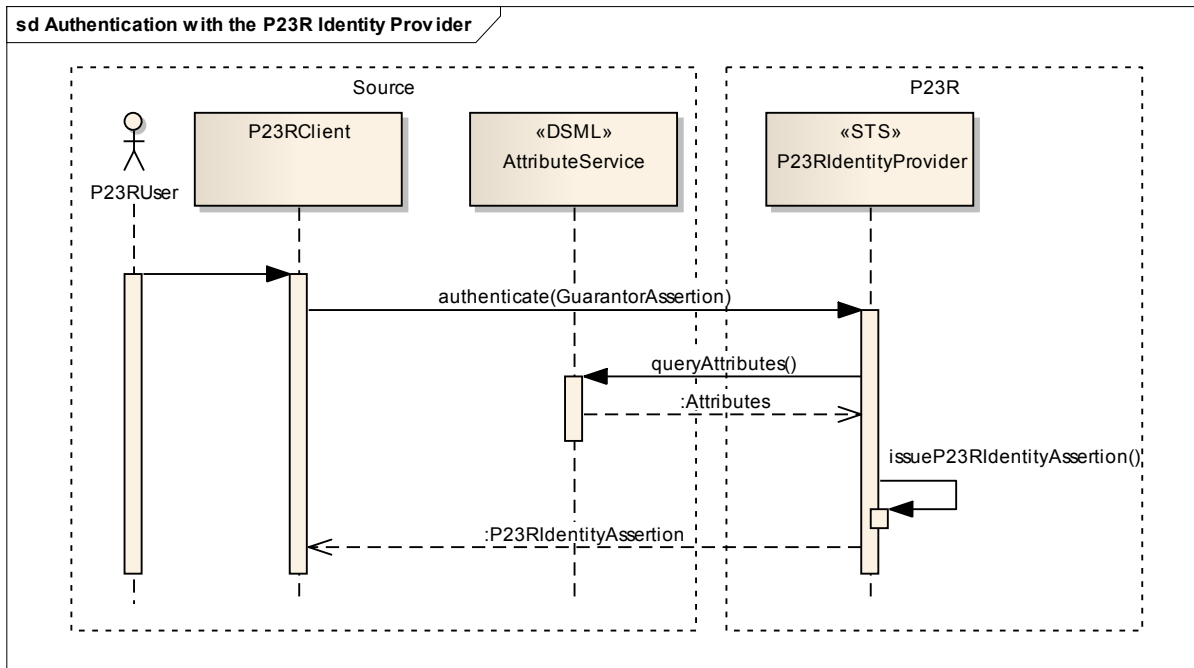 sd Authentication with the P23R Identity Provider
Source
P23R
P23RUser
P23RClient
«DSML»
AttributeService
«STS»
P23RIdentityProvider
authenticate(GuarantorAssertion)
queryAttributes()
:Attributes
issueP23RIdentityAssertion()
:P23RIdentityAssertion